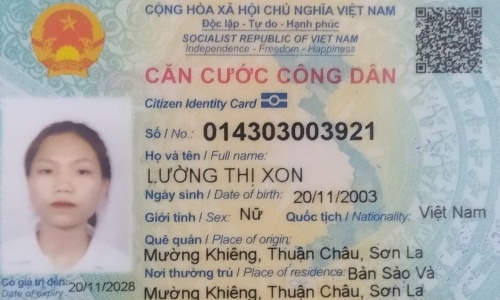 CỘNG HÒA XÃ HỘI CHỦ NGHĨA VIỆT NAM
Độc lập - Tự do - Hạnh phúc
SOCIALIST REPUBLIC OF VIET NAM
Independence - Freedom - Happiness
CĂN CƯỚC CÔNG DÂN
Citizen Identity Card
Số / No.: 014303003921
Họ và tên / Full name:
LƯỜNG THỊ XON
Ngày sinh / Date of birth: 20/11/2003
Giới tính / Sex: Nữ Quốc tịch / Nationality: Việt Nam
Quê quán / Place of origin:
Mường Khiêng, Thuận Châu, Sơn La
Nơi thường trú / Place of residence: Bản Sào Và
Mường Khiêng, Thuận Châu, Sơn La
Có giá trị đến: 20/11/2028
Date of expiry